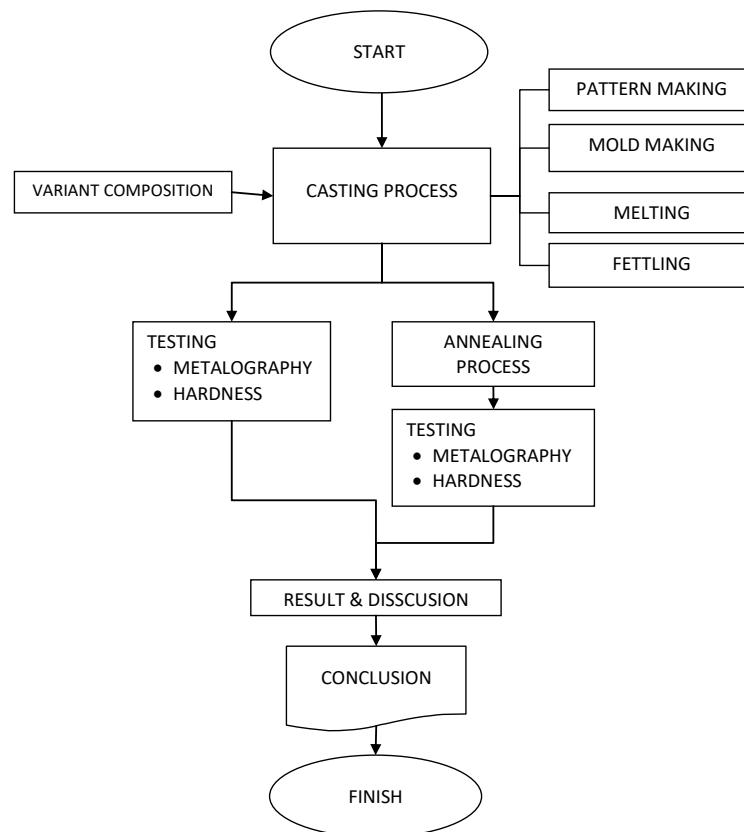 START
PATTERN MAKING
MOLD MAKING
VARIANT COMPOSITION
CASTING PROCESS
MELTING
FETTLING
TESTING
• METALOGRAPHY
• HARDNESS
ANNEALING
PROCESS
TESTING
• METALOGRAPHY
• HARDNESS
RESULT & DISSCUSION
CONCLUSION
FINISH